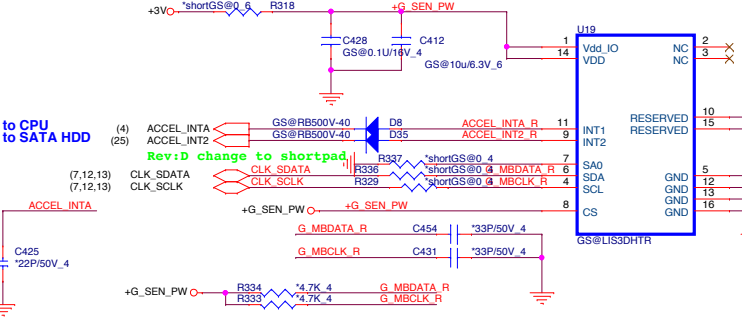 +3V *shortGS@0_6 R318 +G_SEN_PW
U19
C428 C412
GS@0.1U/16V_4
GS@10u/6.3V_6
1 Vdd_IO NC 2
14 VDD NC 3
RESERVED 10
RESERVED 15
to CPU (4) ACCEL_INTA GS@RB500V-40 D8 ACCEL_INTA_R 11 INT1
to SATA HDD (25) ACCEL_INT2 GS@RB500V-40 D35 ACCEL_INT2_R 9 INT2
Rev:D change to shortpad
R337 *shortGS@0_4 7 SA0
(7,12,13) CLK_SDATA CLK_SDATA R336 *shortGS@0_4 G_MBDATA_R 6 SDA GND 5
(7,12,13) CLK_SCLK CLK_SCLK R329 *shortGS@0_4 G_MBCLK_R 4 SCL GND 12
GND 13
+G_SEN_PW +G_SEN_PW 8 CS GND 16
GS@LIS3DHTR
ACCEL_INTA
C425
*22P/50V_4
G_MBDATA_R C454 *33P/50V_4
G_MBCLK_R C431 *33P/50V_4
+G_SEN_PW R334 *4.7K_4 G_MBDATA_R
R333 *4.7K_4 G_MBCLK_R